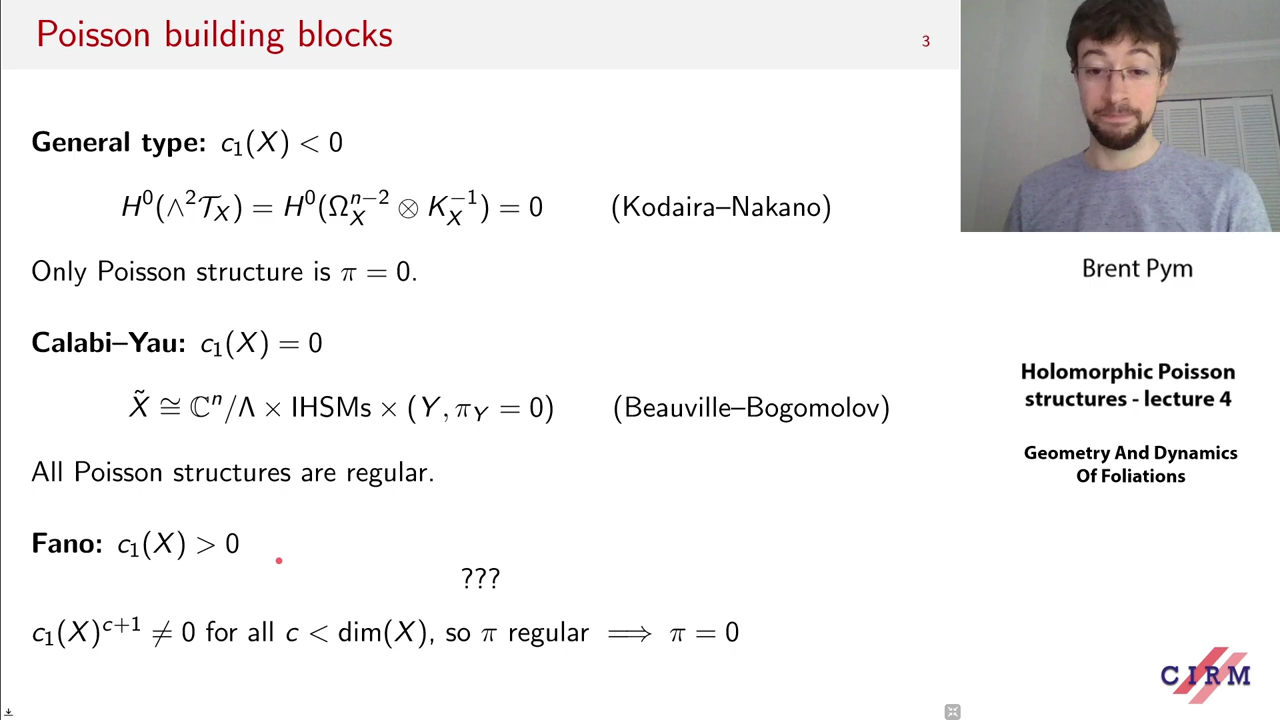 Poisson building blocks
3
General type: c₁(X) < 0
H⁰(∧²𝒯_X) = H⁰(Ω_X^{n−2} ⊗ K_X^{−1}) = 0 (Kodaira–Nakano)
Only Poisson structure is π = 0.
Calabi–Yau: c₁(X) = 0
X̃ ≅ ℂⁿ/Λ × IHSMs × (Y, π_Y = 0) (Beauville–Bogomolov)
All Poisson structures are regular.
Fano: c₁(X) > 0
???
c₁(X)^{c+1} ≠ 0 for all c < dim(X), so π regular ⟹ π = 0
Brent Pym
Holomorphic Poisson
structures - lecture 4
Geometry And Dynamics
Of Foliations
CIRM